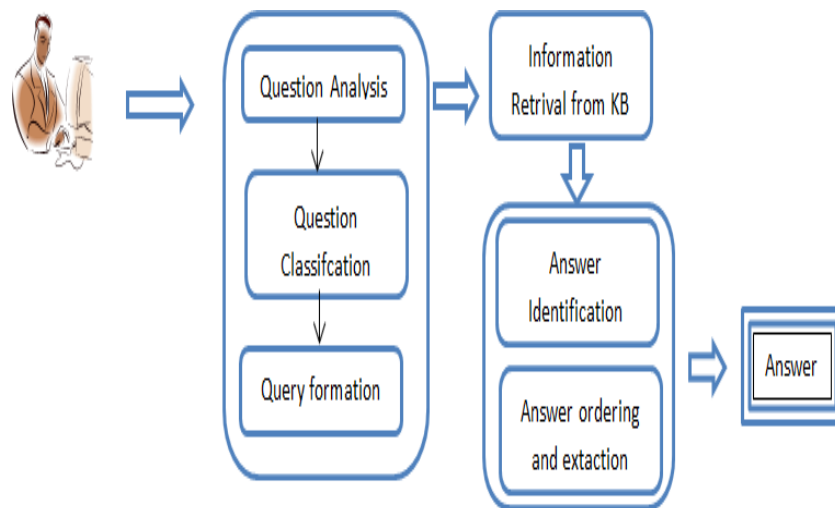 Question Analysis
Question
Classifcation
Query formation
Information
Retrival from KB
Answer
Identification
Answer ordering
and extaction
Answer